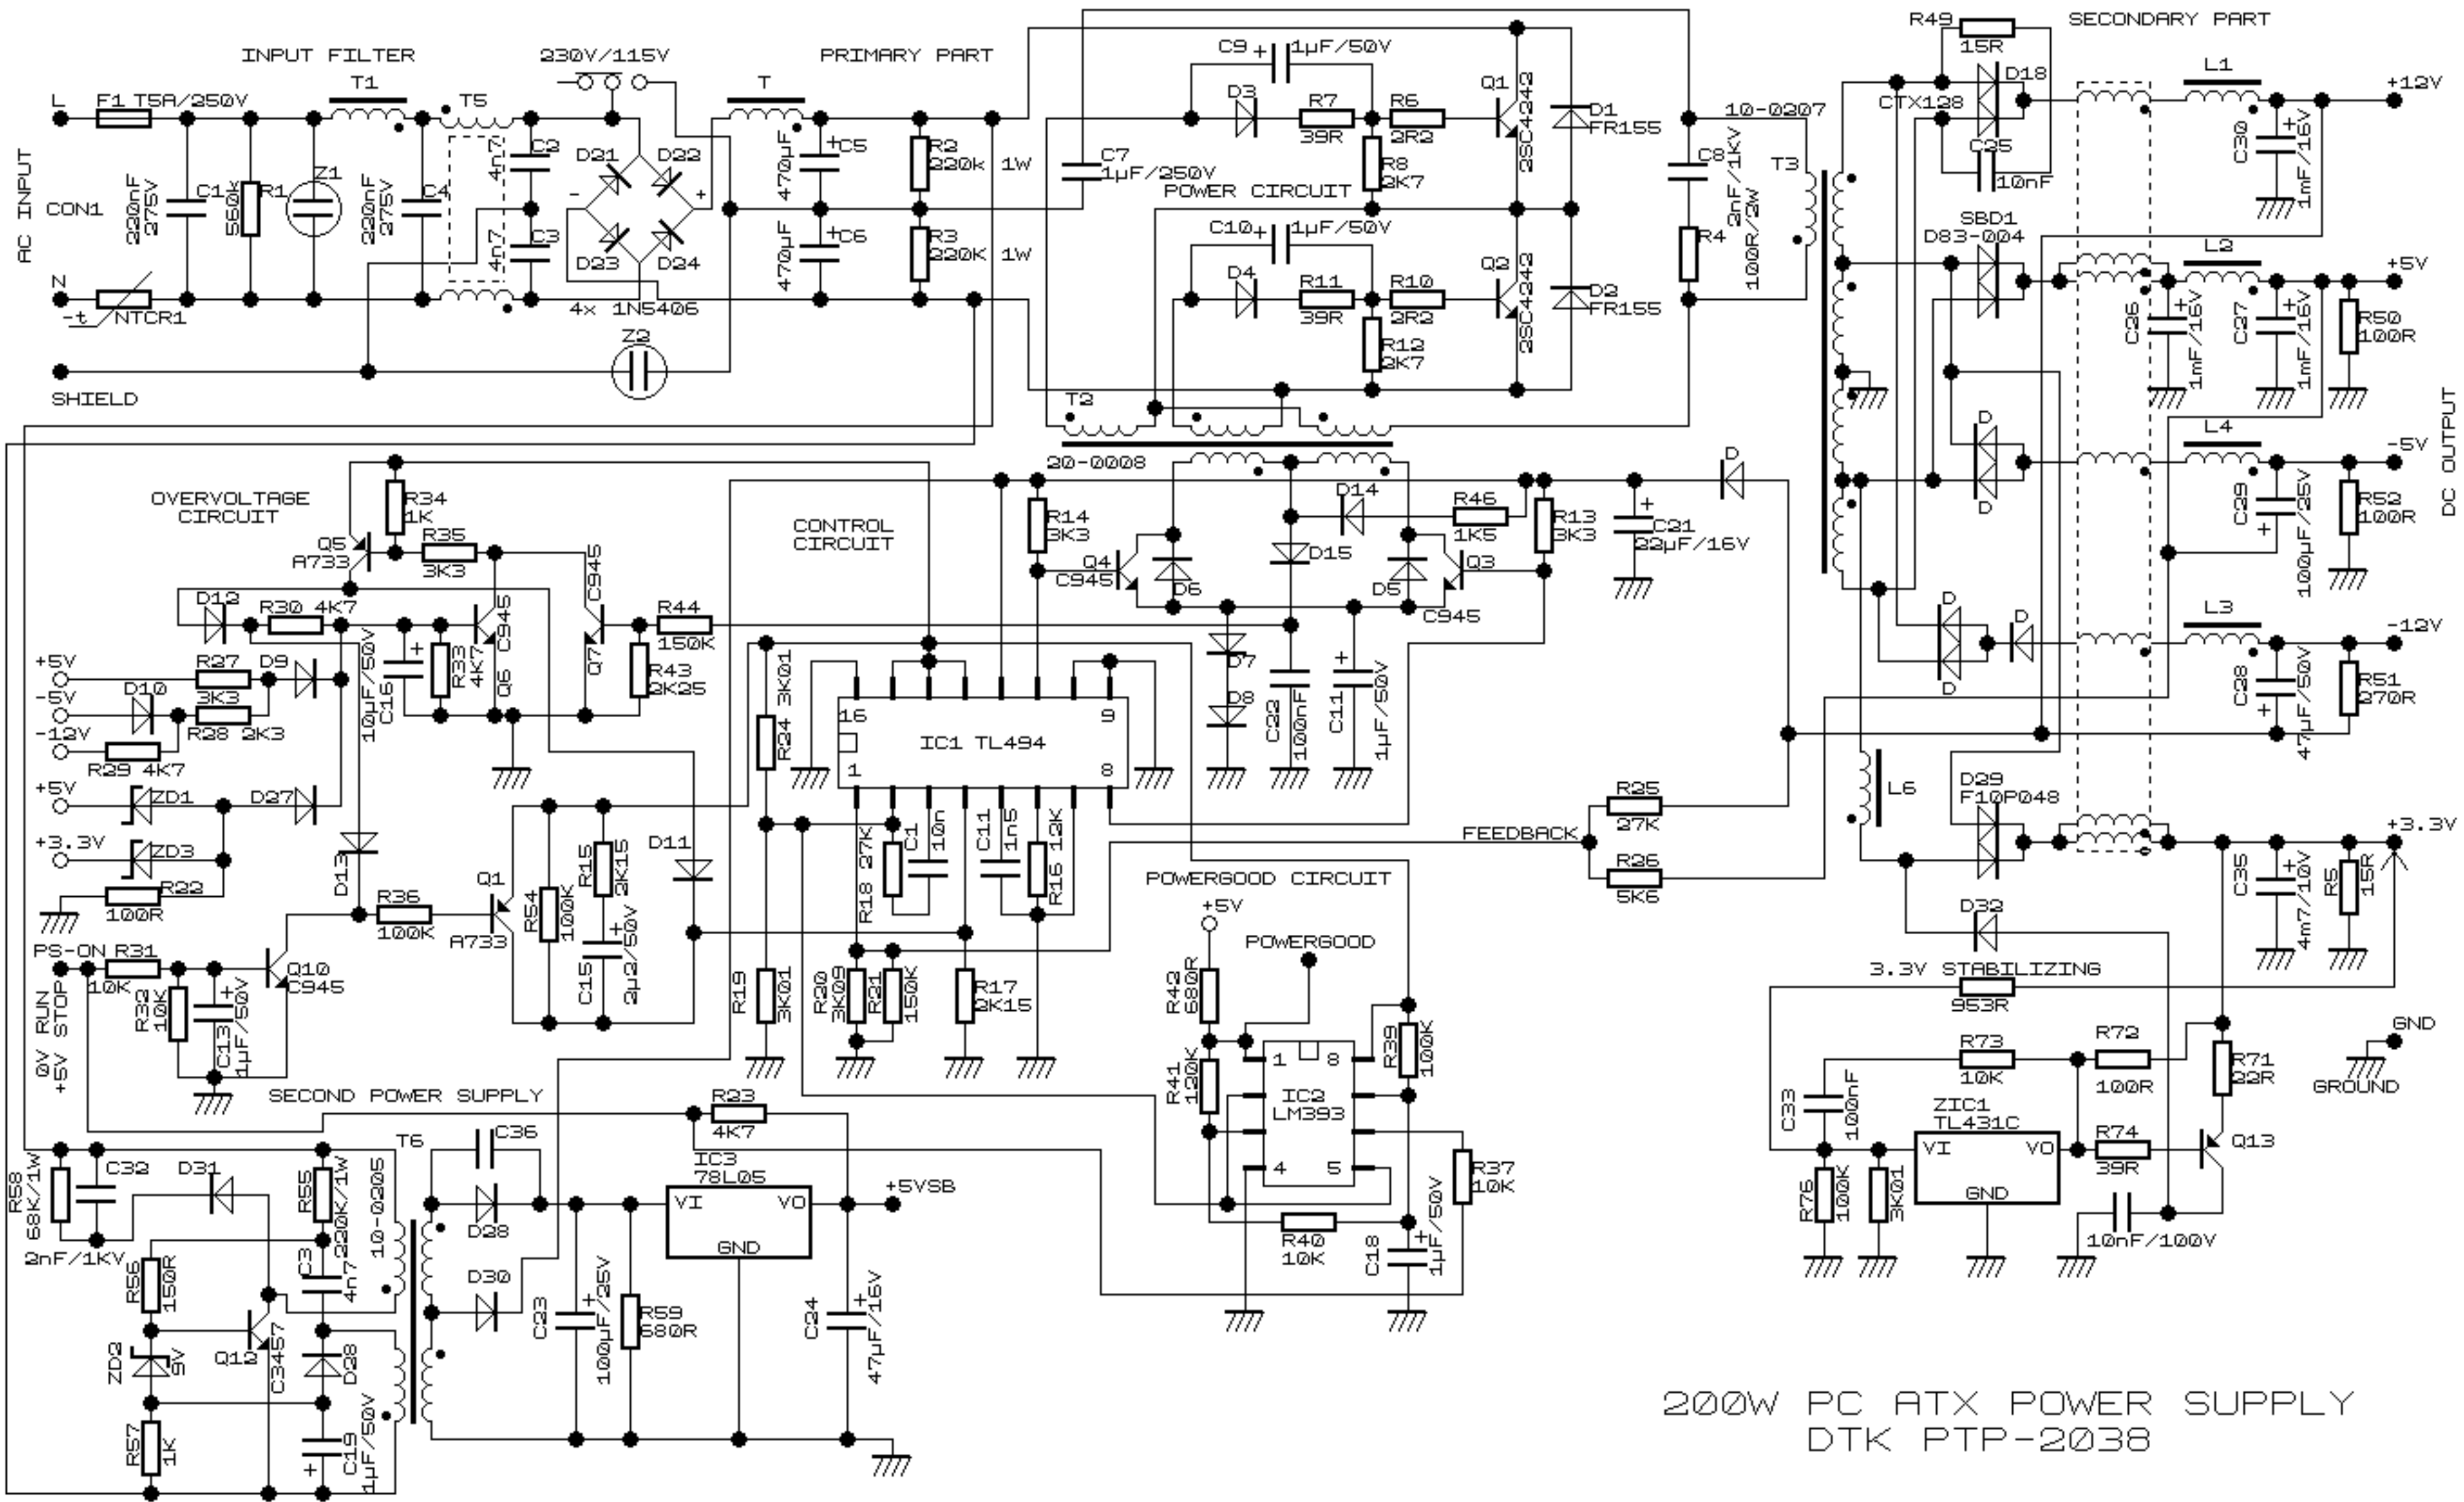 INPUT FILTER
230V/115V
PRIMARY PART
SECONDARY PART
L
F1 T5A/250V
T1
T5
T
C9 + 1µF/50V
Q1
2SC4242
D3
R7
39R
R6
2R2
R8
2K7
D1
FR155
10-0207
R49
15R
D18
CTX128
C25
10nF
L1
+12V
C30
+
1mF/16V
AC INPUT
CON1
220nF
275V
C1
560k
R1
Z1
220nF
275V
C4
4n7
C2
4n7
C3
D21
D22
D23
D24
-
+
4x 1N5406
470µF
+C5
470µF
+C6
R2
220k 1W
R3
220K 1W
C7
1µF/250V
POWER CIRCUIT
C10+ 1µF/50V
D4
R11
39R
R10
2R2
R12
2K7
Q2
2SC4242
D2
FR155
C8
2nF/1KV
R4
100R/2W
T3
SBD1
D83-004
L2
+5V
C26
+
1mF/16V
C27
+
1mF/16V
R50
100R
N
-t
NTCR1
Z2
SHIELD
T2
20-0008
D
D
L4
-5V
C29
+
100µF/25V
R52
100R
DC OUTPUT
OVERVOLTAGE
CIRCUIT
R34
1K
Q5
A733
R35
3K3
C945
Q7
CONTROL
CIRCUIT
R14
3K3
Q4
C945
D6
D14
R46
1K5
D15
D5
Q3
C945
R13
3K3
D
+
C21
22µF/16V
D12
R30 4K7
10µF/50V
C16
+
R33
4K7
Q6
C945
R44
150K
R43
2K25
+5V
R27
3K3
D9
-5V
D10
R28 2K3
-12V
R29 4K7
R24
3K01
16
9
IC1 TL494
1
8
D7
D8
C22
100nF
C11
+
1µF/50V
D
D
D
L3
-12V
C28
+
47µF/50V
R51
270R
+5V
ZD1
D27
+3.3V
ZD3
R22
100R
D13
R36
100K
Q1
A733
R54
100K
R15
2K15
C15
+
2µ2/50V
D11
R18 27K
C1
10n
C11
1n5
R16 12K
FEEDBACK
R25
27K
R26
5K6
L6
D29
F10P048
+3.3V
C35
+
4m7/10V
R5
15R
D32
PS-ON
R31
10K
0V RUN
+5V STOP
R32
10K
+
C13
1µF/50V
Q10
C945
R19
3K01
R20
3K09
R21
150K
R17
2K15
POWERGOOD CIRCUIT
+5V
POWERGOOD
R42
680R
R41
120K
1
8
IC2
LM393
4
5
R39
100K
R37
10K
R40
10K
C18
+
1µF/50V
3.3V STABILIZING
953R
R73
10K
R72
100R
R71
22R
GND
GROUND
C33
100nF
ZIC1
TL431C
VI
VO
GND
R74
39R
Q13
R76
100K
3K01
10nF/100V
SECOND POWER SUPPLY
R23
4K7
R58
68K/1W
C32
2nF/1KV
D31
R55
220K/1W
10-0205
T6
C36
D28
D30
IC3
78L05
VI
VO
GND
+5VSB
R56
150R
C3
4n7
ZD2
9V
Q12
C3457
D28
R57
1K
C19
+
1µF/50V
C23
+
100µF/25V
R59
680R
C24
+
47µF/16V
200W PC ATX POWER SUPPLY
DTK PTP-2038